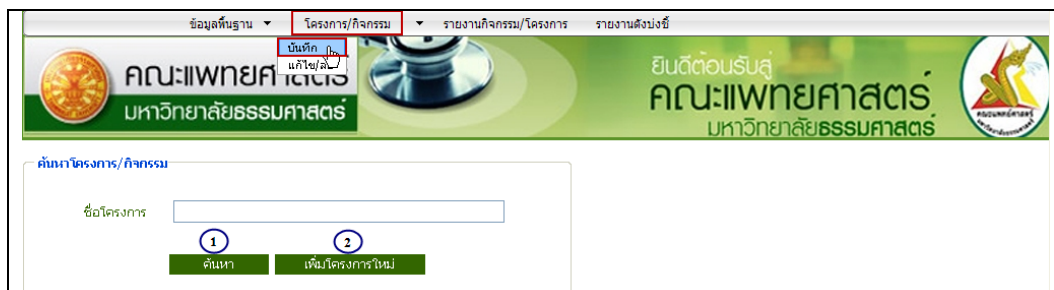 ข้อมูลพื้นฐาน โครงการ/กิจกรรม รายงานกิจกรรม/โครงการ รายงานดังบ่งชี้
บันทึก
แก้ไข/ลบ
คณะแพทยศาสตร์
มหาวิทยาลัยธรรมศาสตร์
ยินดีต้อนรับสู่
คณะแพทยศาสตร์
มหาวิทยาลัยธรรมศาสตร์
ค้นหาโครงการ/กิจกรรม
ชื่อโครงการ
1 2
ค้นหา เพิ่มโครงการใหม่